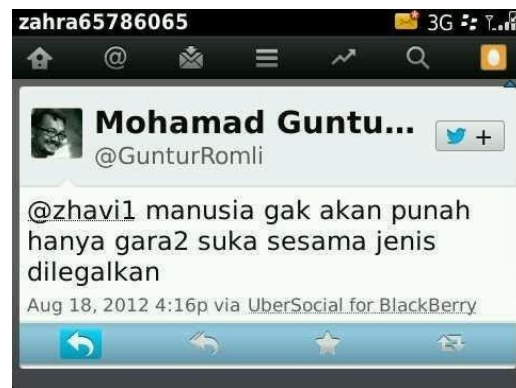 zahra65786065 3G
Mohamad Guntu...
@GunturRomli
+
@zhavi1 manusia gak akan punah
hanya gara2 suka sesama jenis
dilegalkan
Aug 18, 2012 4:16p via UberSocial for BlackBerry